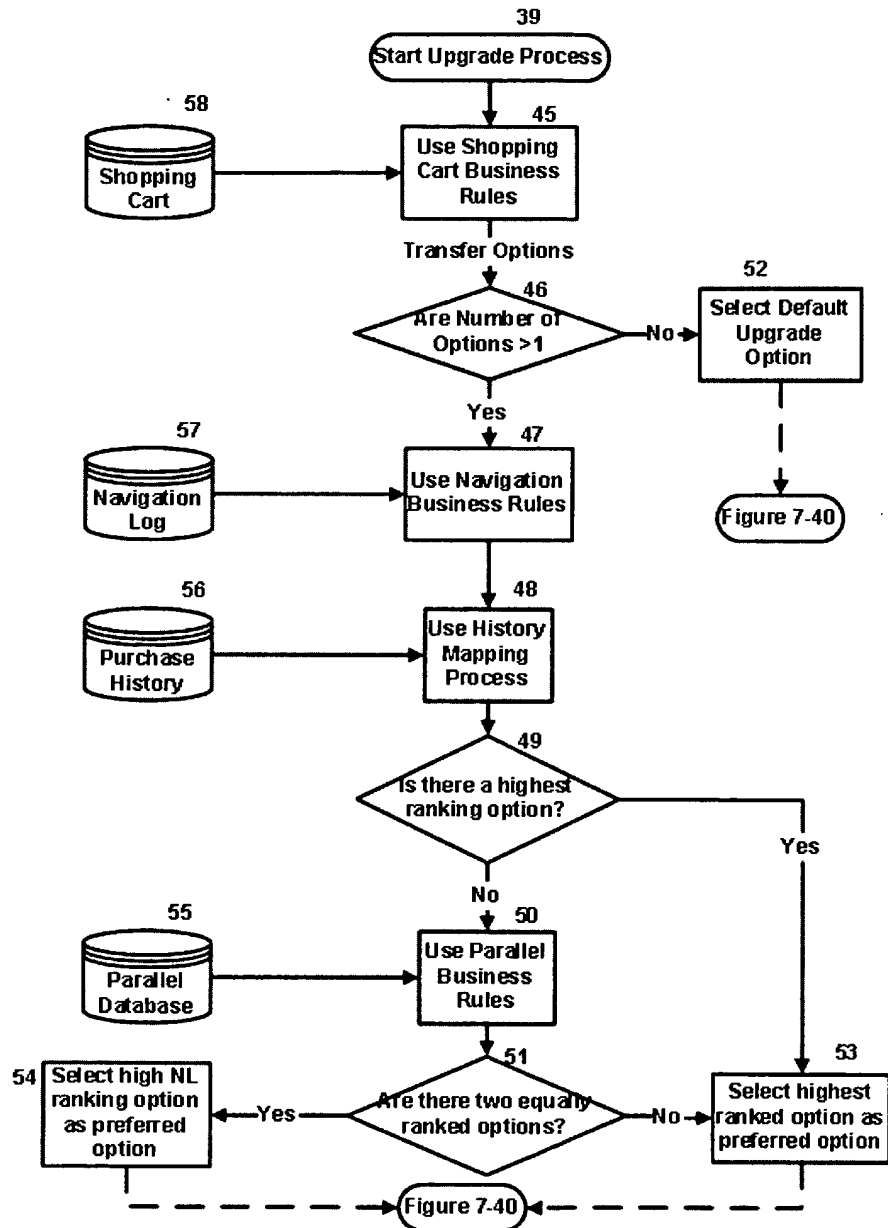 39
Start Upgrade Process
58
45
Shopping
Cart
Use Shopping
Cart Business
Rules
Transfer Options
46
Are Number of
Options >1
No
52
Select Default
Upgrade
Option
Yes
57
47
Navigation
Log
Use Navigation
Business Rules
Figure 7-40
56
48
Purchase
History
Use History
Mapping
Process
49
Is there a highest
ranking option?
Yes
No
55
50
Parallel
Database
Use Parallel
Business
Rules
51
53
54
Select high NL
ranking option
as preferred
option
Yes
Are there two equally
ranked options?
No
Select highest
ranked option as
preferred option
Figure 7-40